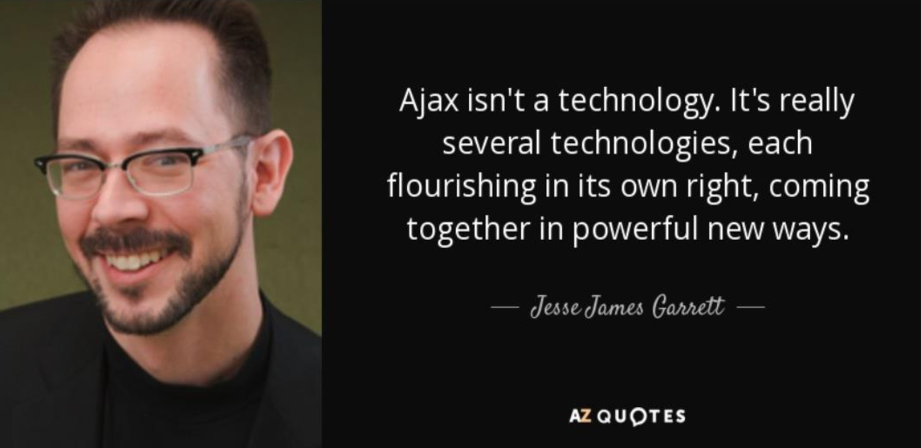 Ajax isn't a technology. It's really
several technologies, each
flourishing in its own right, coming
together in powerful new ways.
— Jesse James Garrett —
AZ QUOTES